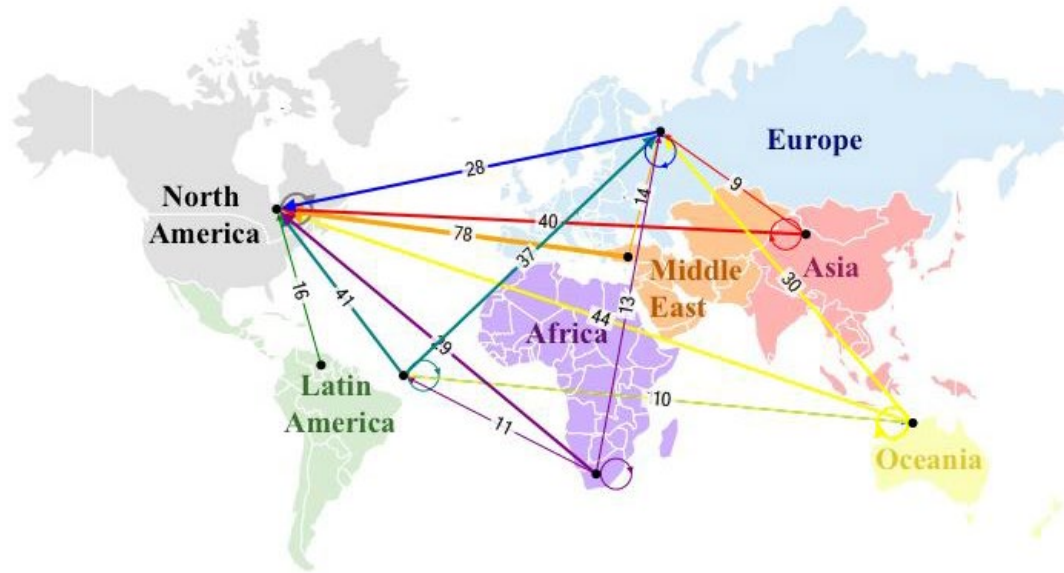 Europe
28
14
9
North
America
40
78
37
Middle
East
Asia
30
16
41
13
44
Africa
29
Latin
America
10
11
Oceania